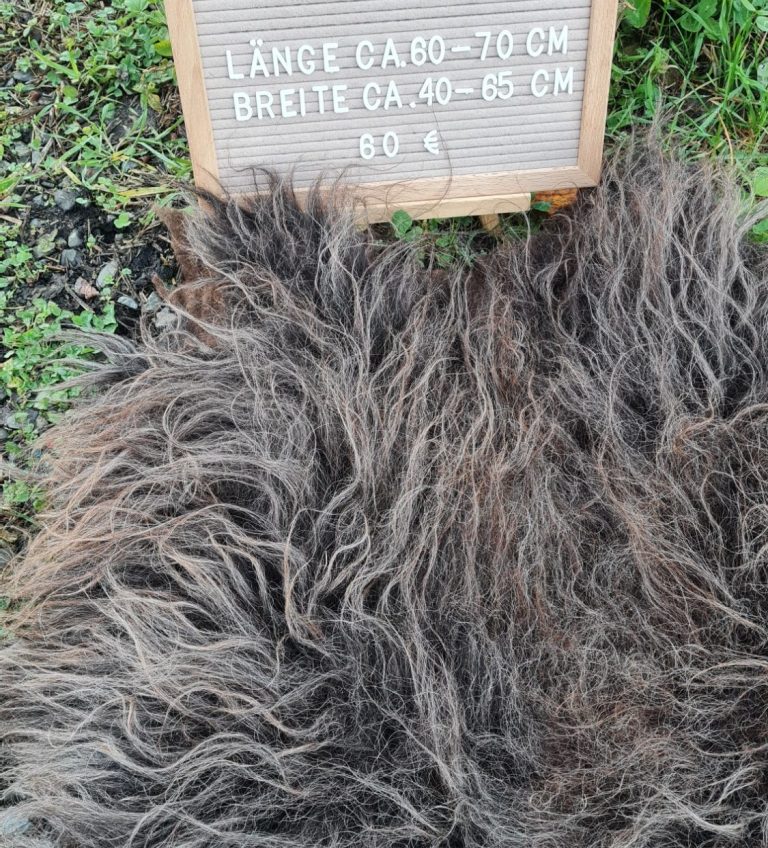 LÄNGE CA.60-70 CM
BREITE CA.40-65 CM
60 €